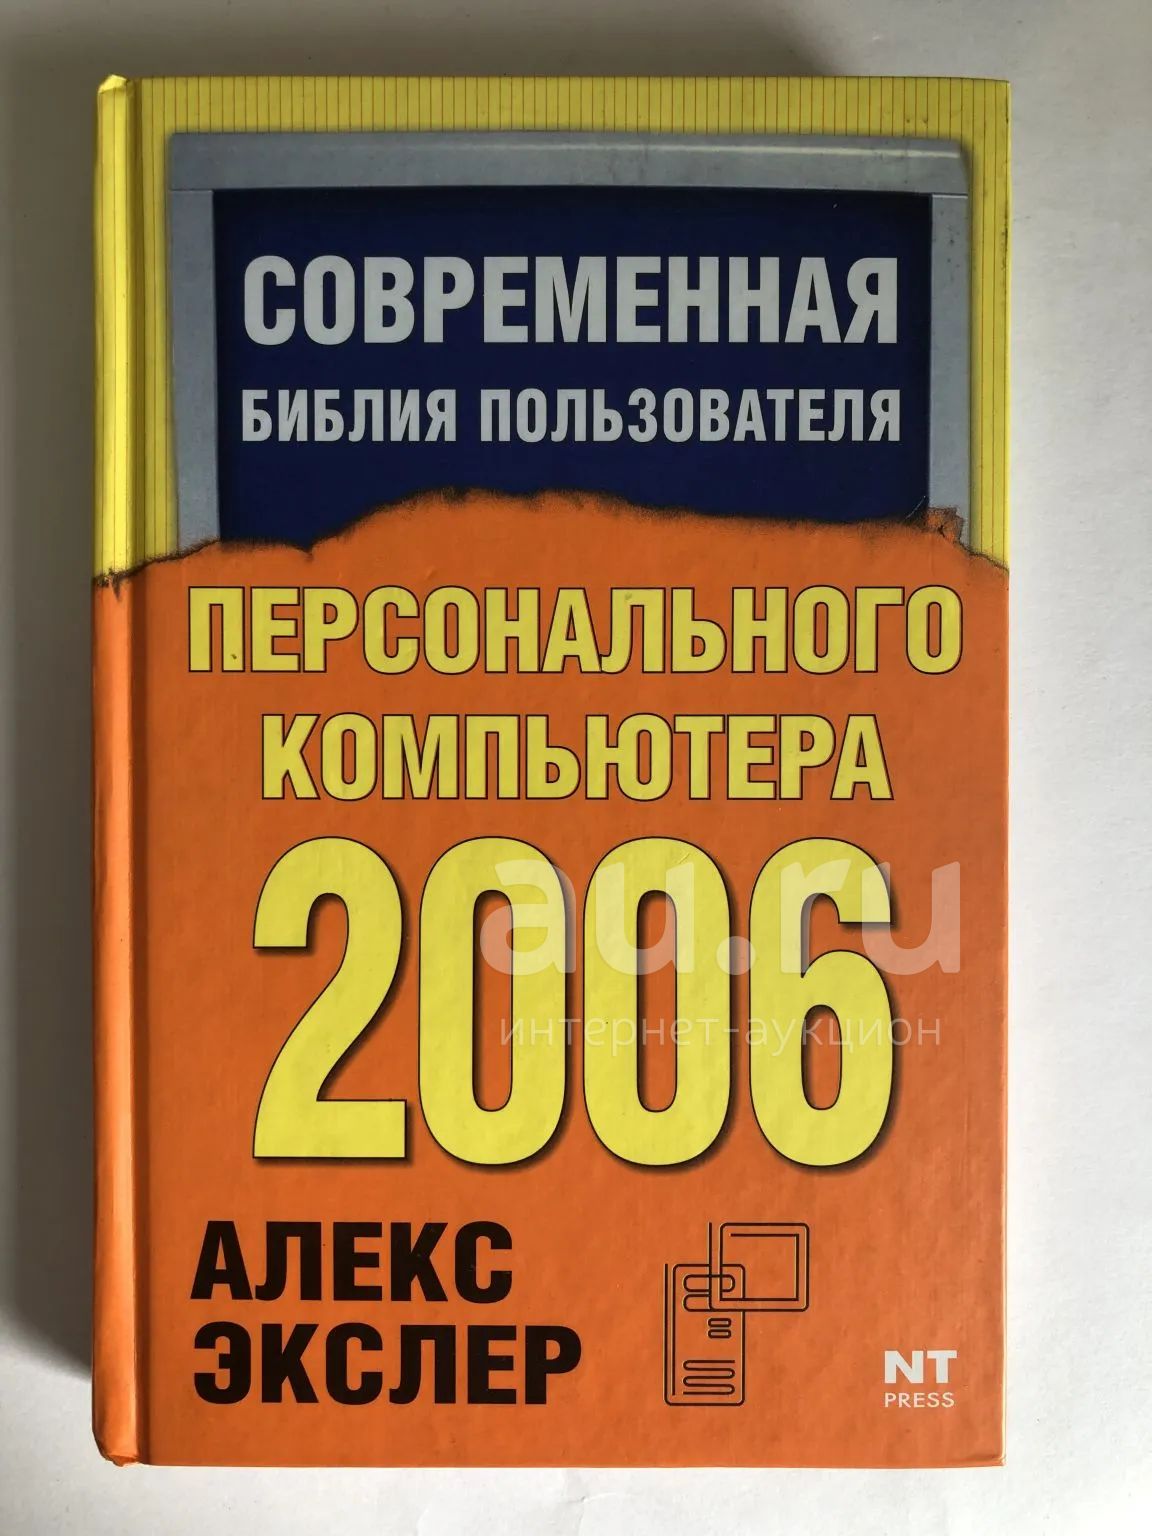 СОВРЕМЕННАЯ
БИБЛИЯ ПОЛЬЗОВАТЕЛЯ
ПЕРСОНАЛЬНОГО
КОМПЬЮТЕРА
2006
au.ru
интернет-аукцион
АЛЕКС
ЭКСЛЕР
NT
PRESS